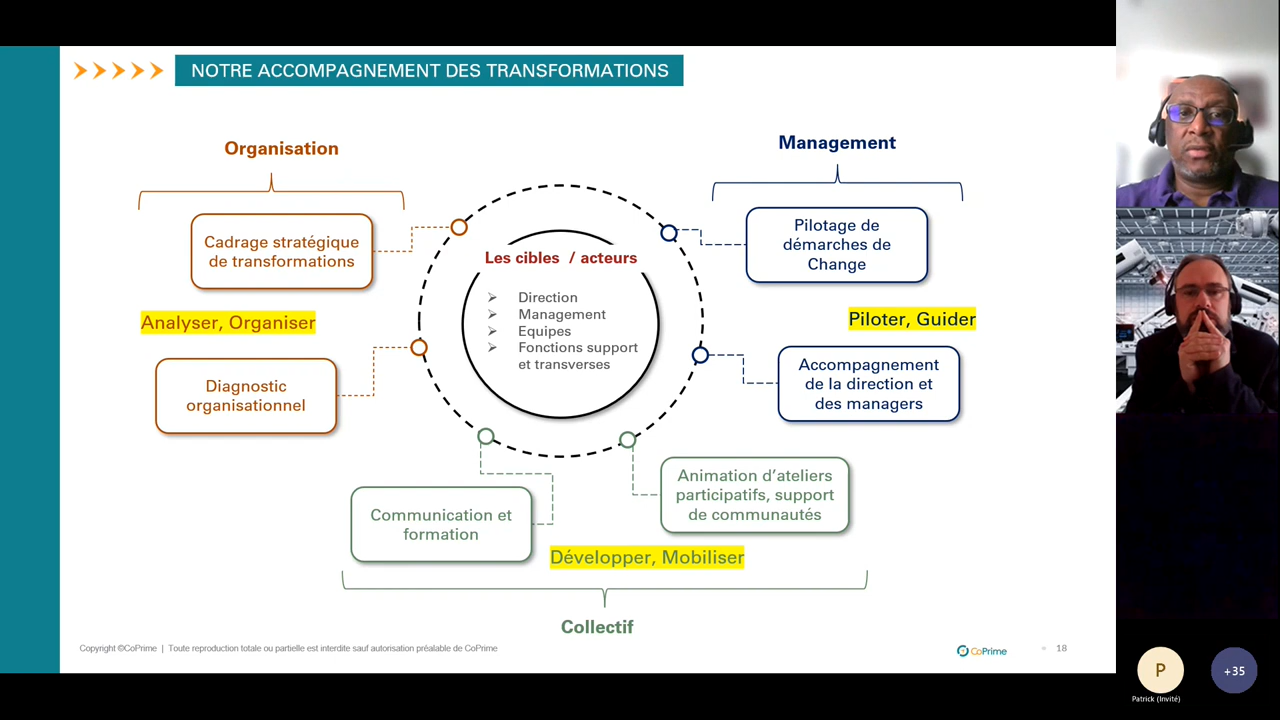 NOTRE ACCOMPAGNEMENT DES TRANSFORMATIONS
Organisation
Management
Cadrage stratégique
de transformations
Pilotage de
démarches de
Change
Les cibles / acteurs
Direction
Management
Equipes
Fonctions support
et transverses
Analyser, Organiser
Piloter, Guider
Diagnostic
organisationnel
Accompagnement
de la direction et
des managers
Communication et
formation
Animation d’ateliers
participatifs, support
de communautés
Développer, Mobiliser
Collectif
Copyright ©CoPrime | Toute reproduction totale ou partielle est interdite sauf autorisation préalable de CoPrime
CoPrime
18
P
+35
Patrick (Invité)